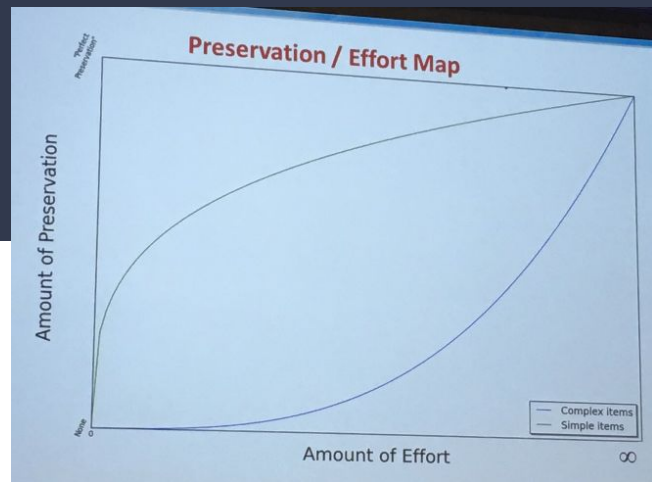 Preservation / Effort Map
"Perfect
Preservation"
Amount of Preservation
None
0
Amount of Effort
∞
Complex items
Simple items